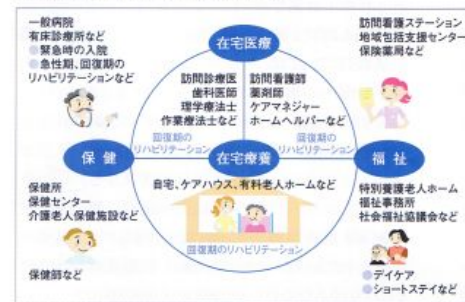 一般病院
有床診療所など
●緊急時の入院
●急性期、回復期の
リハビリテーションなど
在宅医療
訪問看護ステーション
地域包括支援センター
保険薬局など
訪問診療医
歯科医師
理学療法士
作業療法士など
訪問看護師
薬剤師
ケアマネジャー
ホームヘルパーなど
回復期の
リハビリテーション
回復期の
リハビリテーション
保健
在宅療養
福祉
自宅、ケアハウス、有料老人ホームなど
保健所
保健センター
介護老人保健施設など
特別養護老人ホーム
福祉事務所
社会福祉協議会など
回復期のリハビリテーション
保健師など
●デイケア
●ショートステイなど